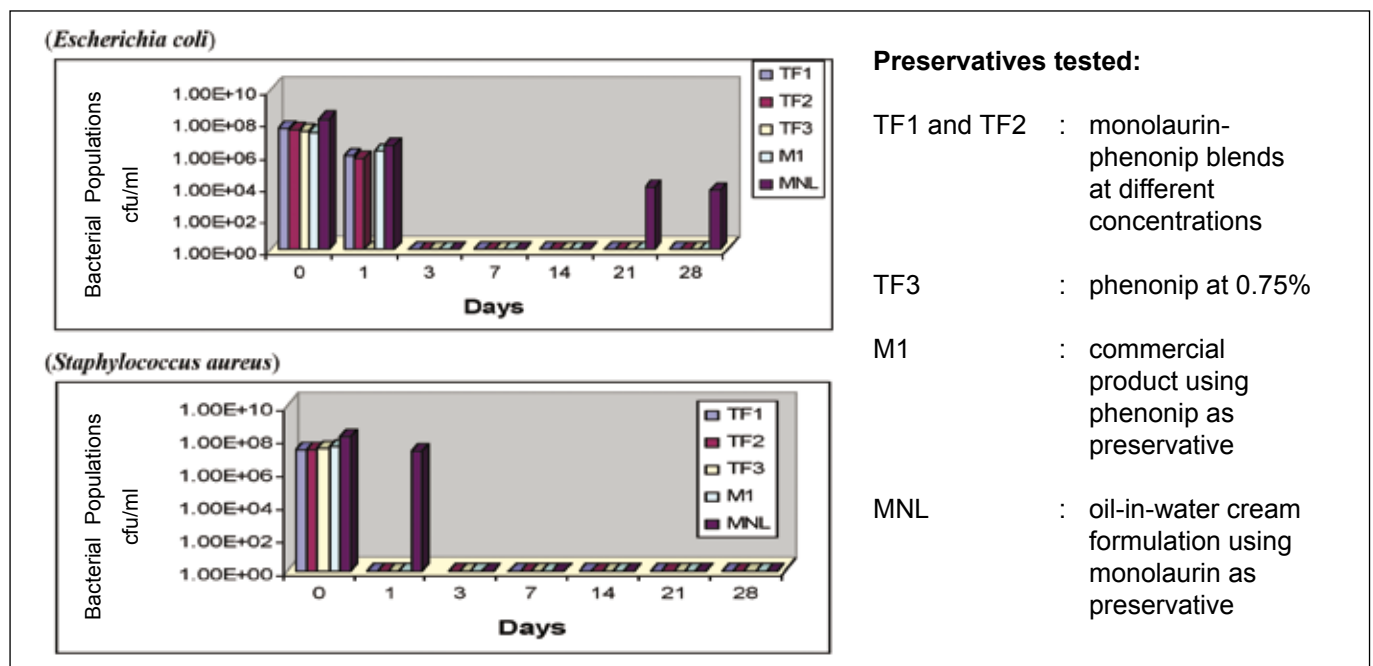 (Escherichia coli)
Bacterial Populations
cfu/ml
1.00E+10
1.00E+08
1.00E+06
1.00E+04
1.00E+02
1.00E+00
0 1 3 7 14 21 28
Days
TF1
TF2
TF3
M1
MNL
(Staphylococcus aureus)
Bacterial Populations
cfu/ml
1.00E+10
1.00E+08
1.00E+06
1.00E+04
1.00E+02
1.00E+00
0 1 3 7 14 21 28
Days
TF1
TF2
TF3
M1
MNL
Preservatives tested:
TF1 and TF2 : monolaurin-
phenonip blends
at different
concentrations
TF3 : phenonip at 0.75%
M1 : commercial
product using
phenonip as
preservative
MNL : oil-in-water cream
formulation using
monolaurin as
preservative